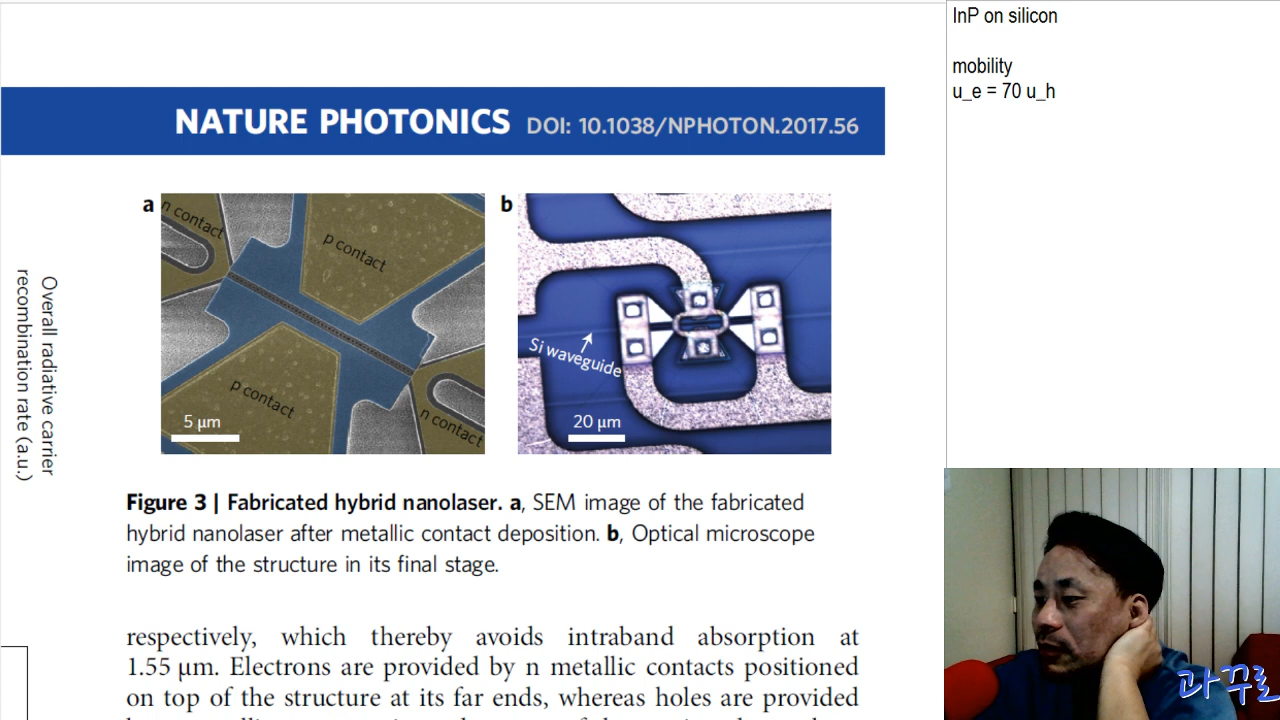 NATURE PHOTONICS DOI: 10.1038/NPHOTON.2017.56
Overall radiative carrier
recombination rate (a.u.)
a
n contact
p contact
p contact
n contact
5 µm
b
Si waveguide
20 µm
Figure 3 | Fabricated hybrid nanolaser. a, SEM image of the fabricated
hybrid nanolaser after metallic contact deposition. b, Optical microscope
image of the structure in its final stage.
respectively, which thereby avoids intraband absorption at
1.55 µm. Electrons are provided by n metallic contacts positioned
on top of the structure at its far ends, whereas holes are provided
InP on silicon
mobility
u_e = 70 u_h
과꾸로